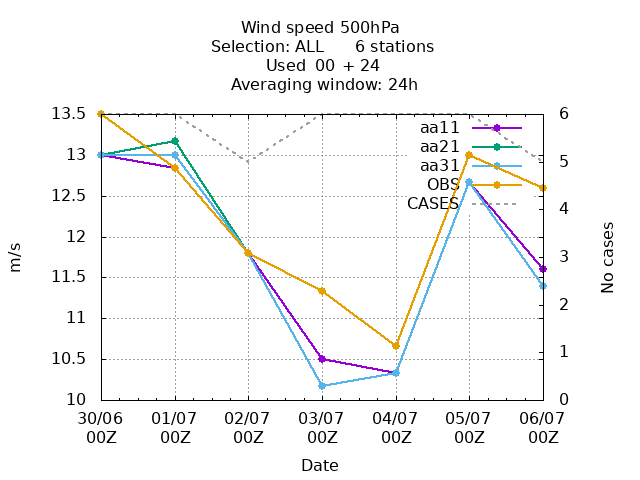 Wind speed 500hPa
Selection: ALL 6 stations
Used 00 + 24
Averaging window: 24h
13.5
13
12.5
12
11.5
11
10.5
10
m/s
6
5
4
3
2
1
0
No cases
aa11
aa21
aa31
OBS
CASES
30/06 01/07 02/07 03/07 04/07 05/07 06/07
00Z 00Z 00Z 00Z 00Z 00Z 00Z
Date